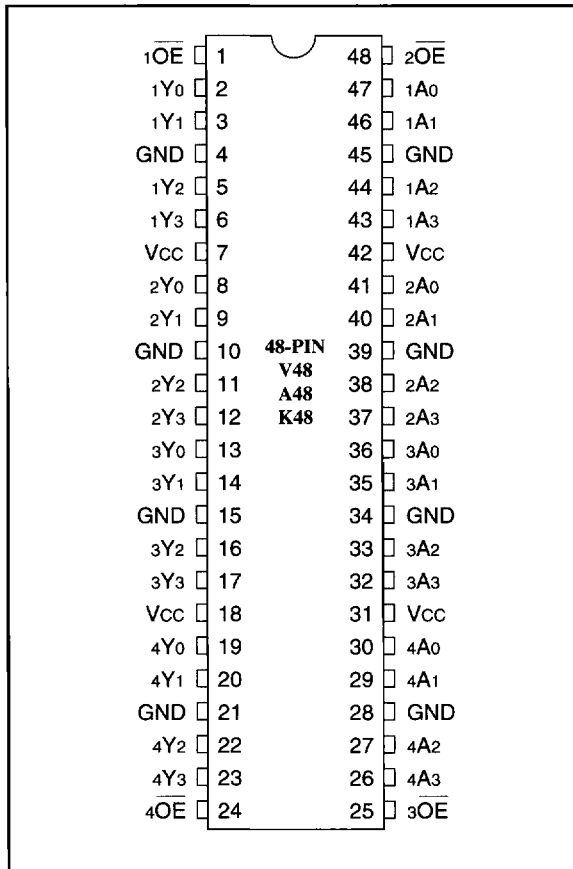 1OE 1 48 2OE
1Y0 2 47 1A0
1Y1 3 46 1A1
GND 4 45 GND
1Y2 5 44 1A2
1Y3 6 43 1A3
VCC 7 42 VCC
2Y0 8 41 2A0
2Y1 9 40 2A1
GND 10 48-PIN 39 GND
V48
2Y2 11 A48 38 2A2
2Y3 12 K48 37 2A3
3Y0 13 36 3A0
3Y1 14 35 3A1
GND 15 34 GND
3Y2 16 33 3A2
3Y3 17 32 3A3
VCC 18 31 VCC
4Y0 19 30 4A0
4Y1 20 29 4A1
GND 21 28 GND
4Y2 22 27 4A2
4Y3 23 26 4A3
4OE 24 25 3OE